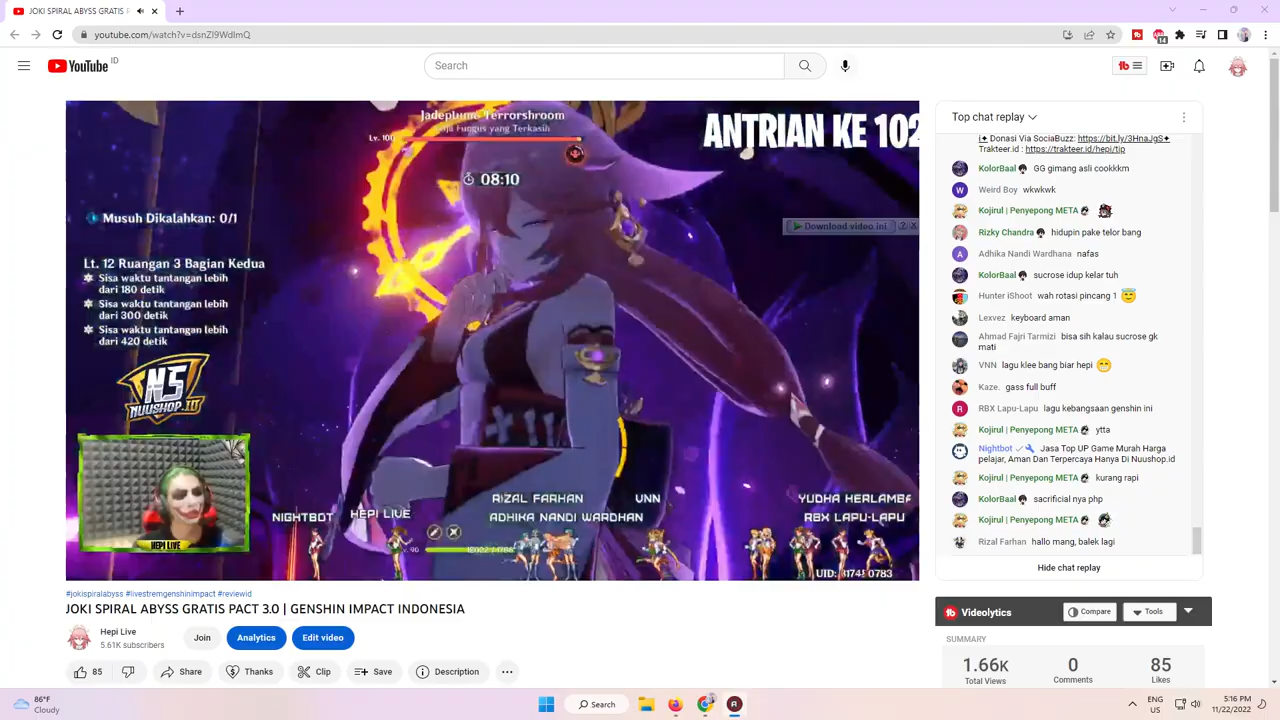 JOKI SPIRAL ABYSS GRATIS P
youtube.com/watch?v=dsnZI9WdlmQ
14
YouTube ID
Search
Jadeplume Terrorshroom
Lv. 100
08:10
ANTRIAN KE 102
Musuh Dikalahkan: 0/1
Download video ini
?
Lt. 12 Ruangan 3 Bagian Kedua
Sisa waktu tantangan lebih
dari 180 detik
Sisa waktu tantangan lebih
dari 300 detik
Sisa waktu tantangan lebih
dari 420 detik
NS
NUUSHOP.ID
HEPI LIVE
NIGHTBOT
HEPI LIVE
RIZAL FARHAN
ADHIKA NANDI WARDHAN
VNN
YUDHA HERLAMBA
RBX LAPU-LAPU
Lv. 90
Top chat replay
Donasi Via SociaBuzz: https://bit.ly/3HnaJgS
Trakteer.id : https://trakteer.id/hepi/tip
KolorBaal GG gimang asli cookkkm
W Weird Boy wkwkwk
Kojirul | Penyepong META
Rizky Chandra hidupin pake telor bang
A Adhika Nandi Wardhana nafas
KolorBaal sucrose idup kelar tuh
Hunter iShoot wah rotasi pincang 1
Lexvez keyboard aman
Ahmad Fajri Tarmizi bisa sih kalau sucrose gk
mati
VNN lagu klee bang biar hepi
Kaze. gass full buff
R RBX Lapu-Lapu lagu kebangsaan genshin ini
Kojirul | Penyepong META ytta
Nightbot Jasa Top UP Game Murah Harga
pelajar, Aman Dan Terpercaya Hanya Di Nuushop.id
Kojirul | Penyepong META kurang rapi
KolorBaal sacrificial nya php
Kojirul | Penyepong META
Rizal Farhan hallo mang, balek lagi
Hide chat replay
#jokispiralabyss #livestremgenshinimpact #reviewid
JOKI SPIRAL ABYSS GRATIS PACT 3.0 | GENSHIN IMPACT INDONESIA
Hepi Live
5.61K subscribers
Join
Analytics
Edit video
85
Share
Thanks
Clip
Save
Description
Videolytics
Compare
Tools
SUMMARY
1.66K
0
85
Total Views
Comments
Likes
86°F
Cloudy
Search
ENG
US
5:16 PM
11/22/2022